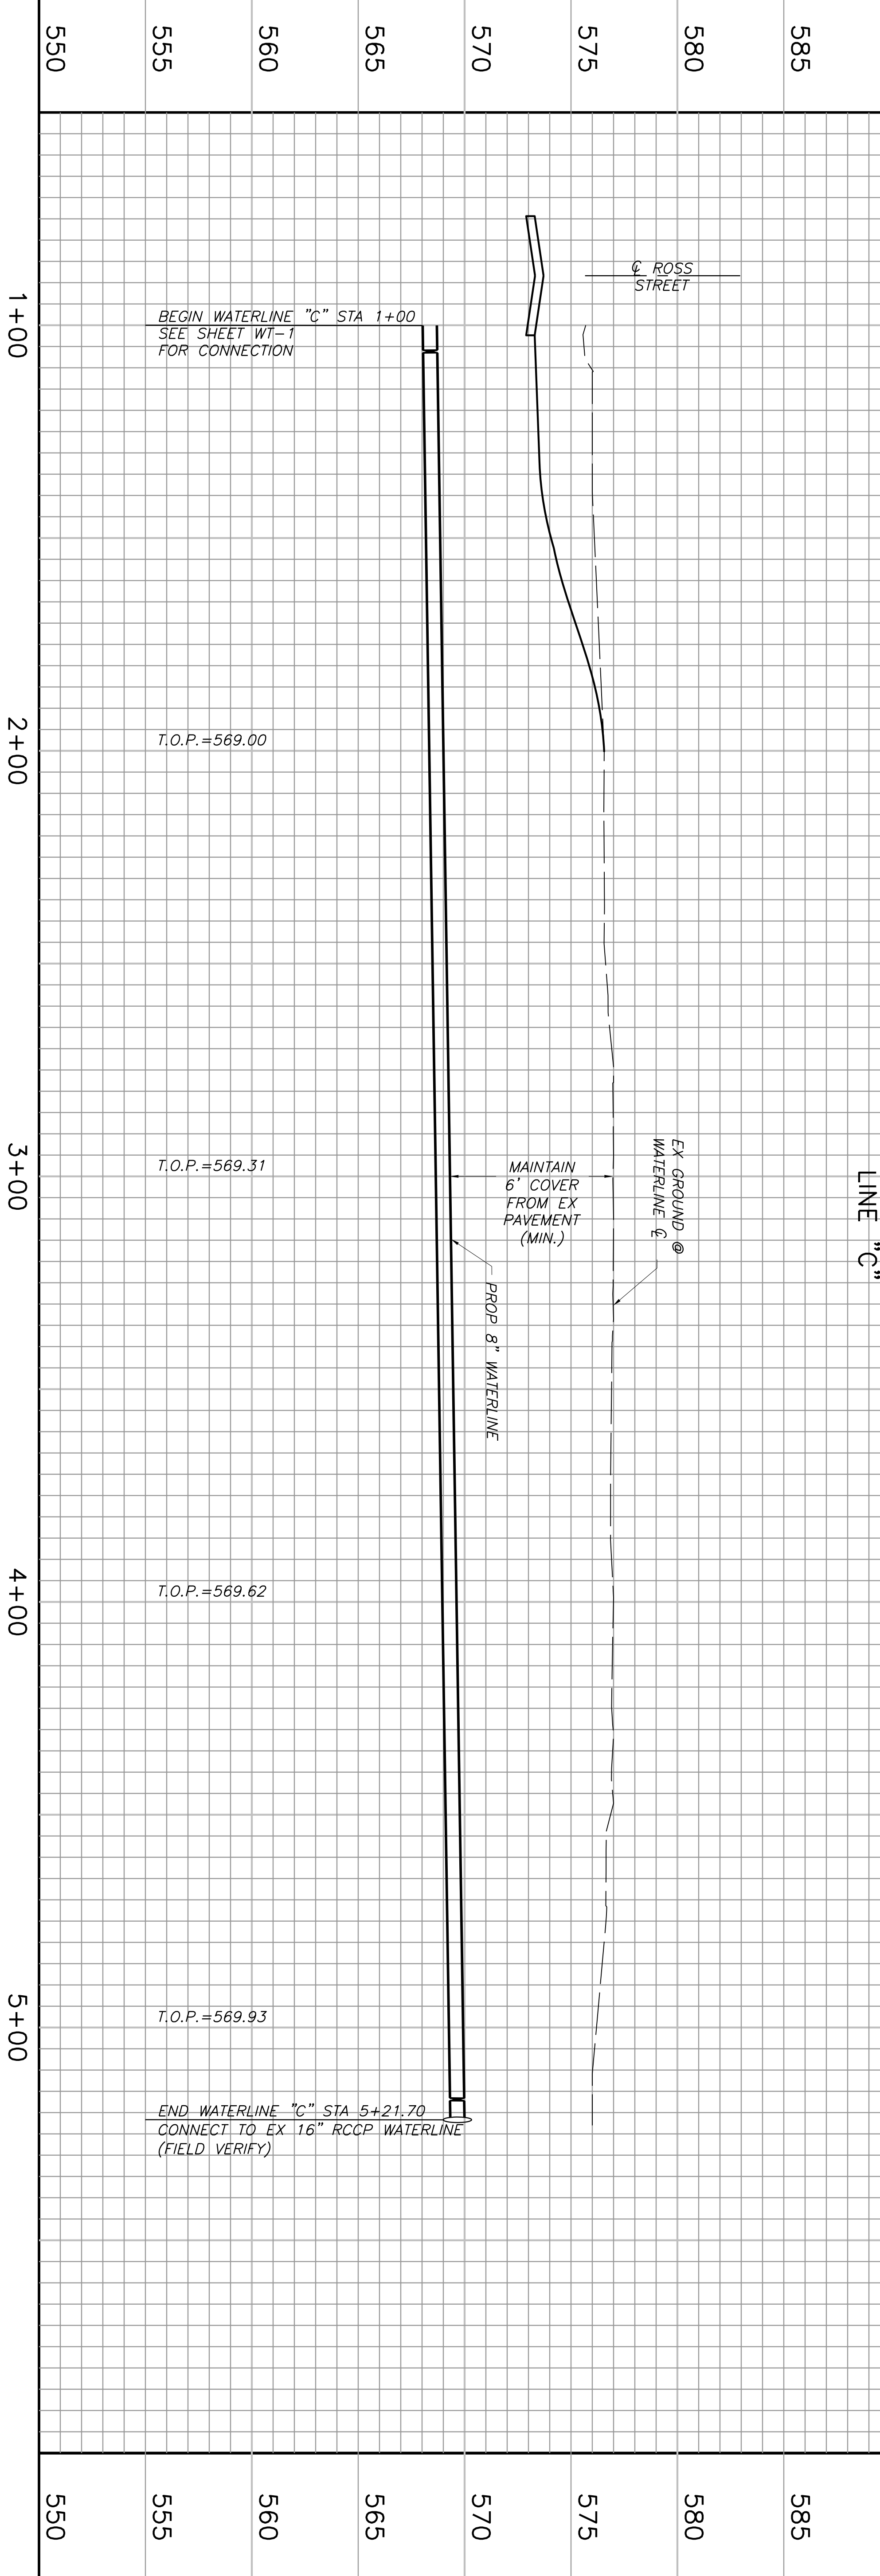 LINE "C"
585
580
575
570
565
560
555
550
585
580
575
570
565
560
555
550
℄ ROSS
STREET
BEGIN WATERLINE "C" STA 1+00
SEE SHEET WT-1
FOR CONNECTION
T.O.P.=569.00
T.O.P.=569.31
MAINTAIN
6' COVER
FROM EX
PAVEMENT
(MIN.)
EX GROUND @
WATERLINE ℄
PROP 8" WATERLINE
T.O.P.=569.62
T.O.P.=569.93
END WATERLINE "C" STA 5+21.70
CONNECT TO EX 16" RCCP WATERLINE
(FIELD VERIFY)
1+00
2+00
3+00
4+00
5+00